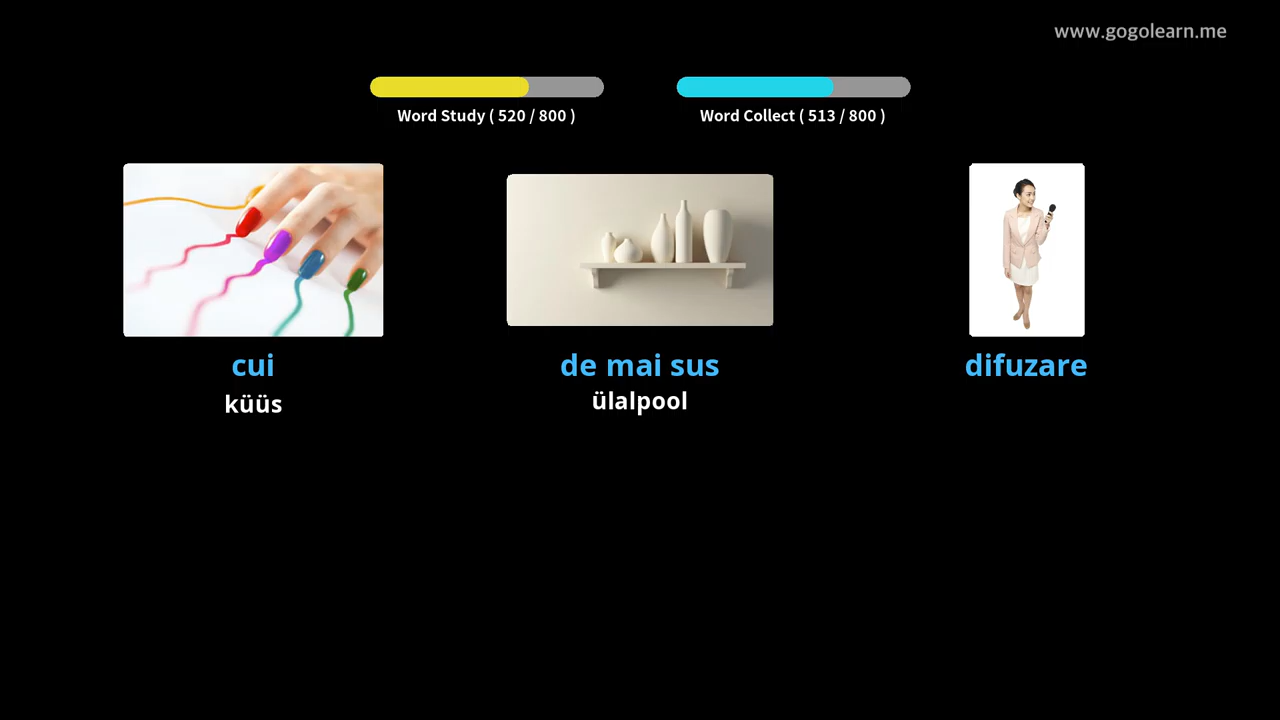 www.gogolearn.me
Word Study ( 520 / 800 )
Word Collect ( 513 / 800 )
cui
de mai sus
difuzare
küüs
ülalpool